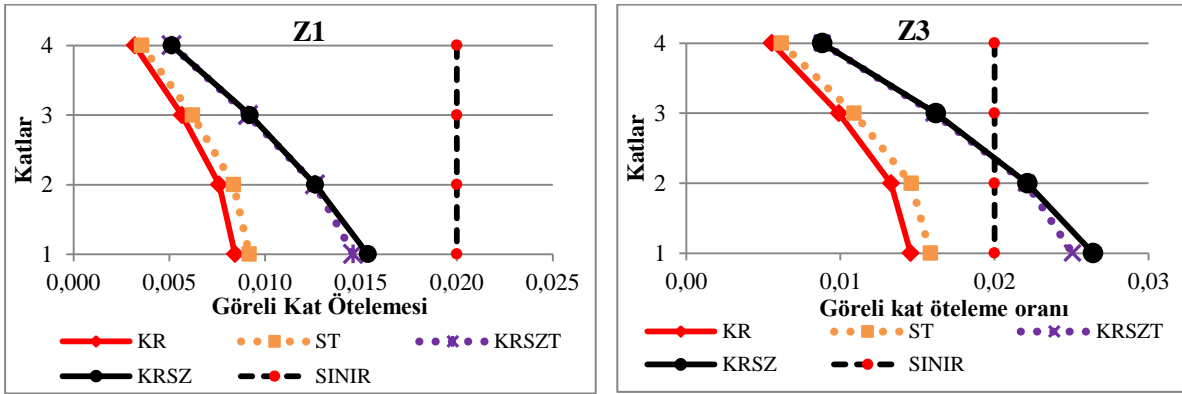 Z1
4
3
2
1
Katlar
0,000 0,005 0,010 0,015 0,020 0,025
Göreli Kat Ötelemesi
KR ST KRSZT
KRSZ SINIR
Z3
4
3
2
1
Katlar
0,00 0,01 0,02 0,03
Göreli kat öteleme oranı
KR ST KRSZT
KRSZ SINIR